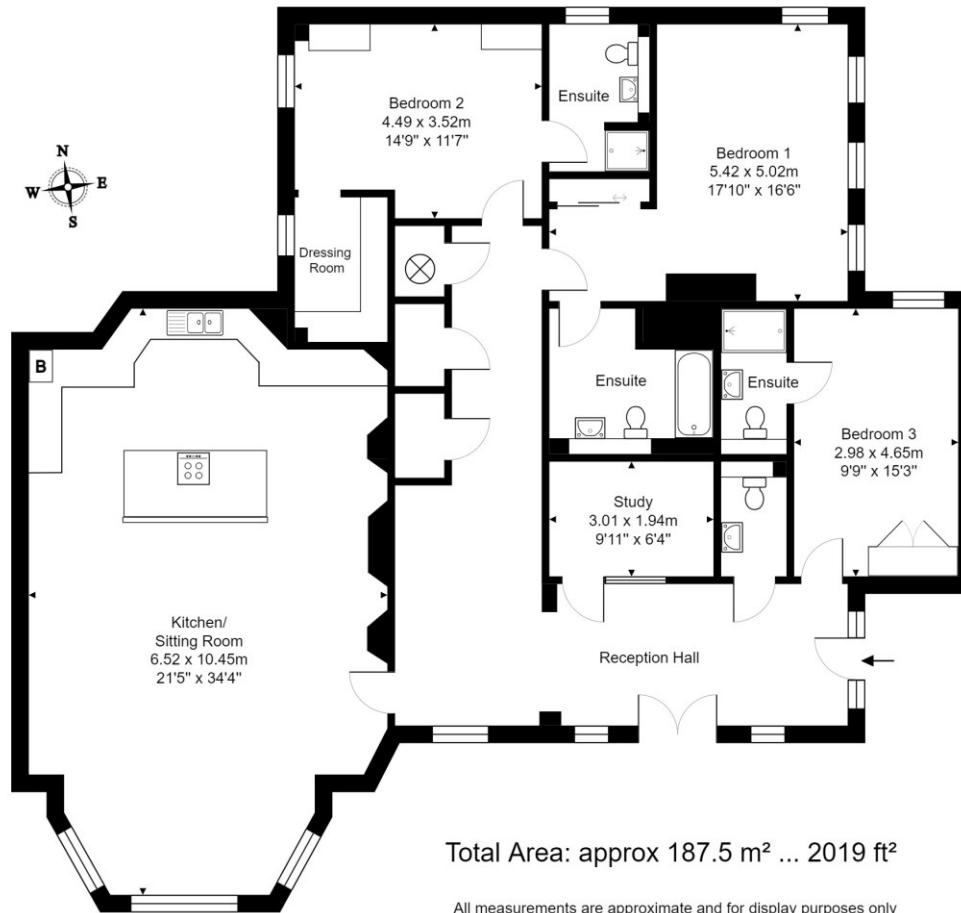 Bedroom 2
4.49 x 3.52m
14'9" x 11'7"
Ensuite
Bedroom 1
5.42 x 5.02m
17'10" x 16'6"
N
W E
S
Dressing
Room
B
Ensuite
Ensuite
Bedroom 3
2.98 x 4.65m
9'9" x 15'3"
Study
3.01 x 1.94m
9'11" x 6'4"
Kitchen/
Sitting Room
6.52 x 10.45m
21'5" x 34'4"
Reception Hall
Total Area: approx 187.5 m² ... 2019 ft²
All measurements are approximate and for display purposes only